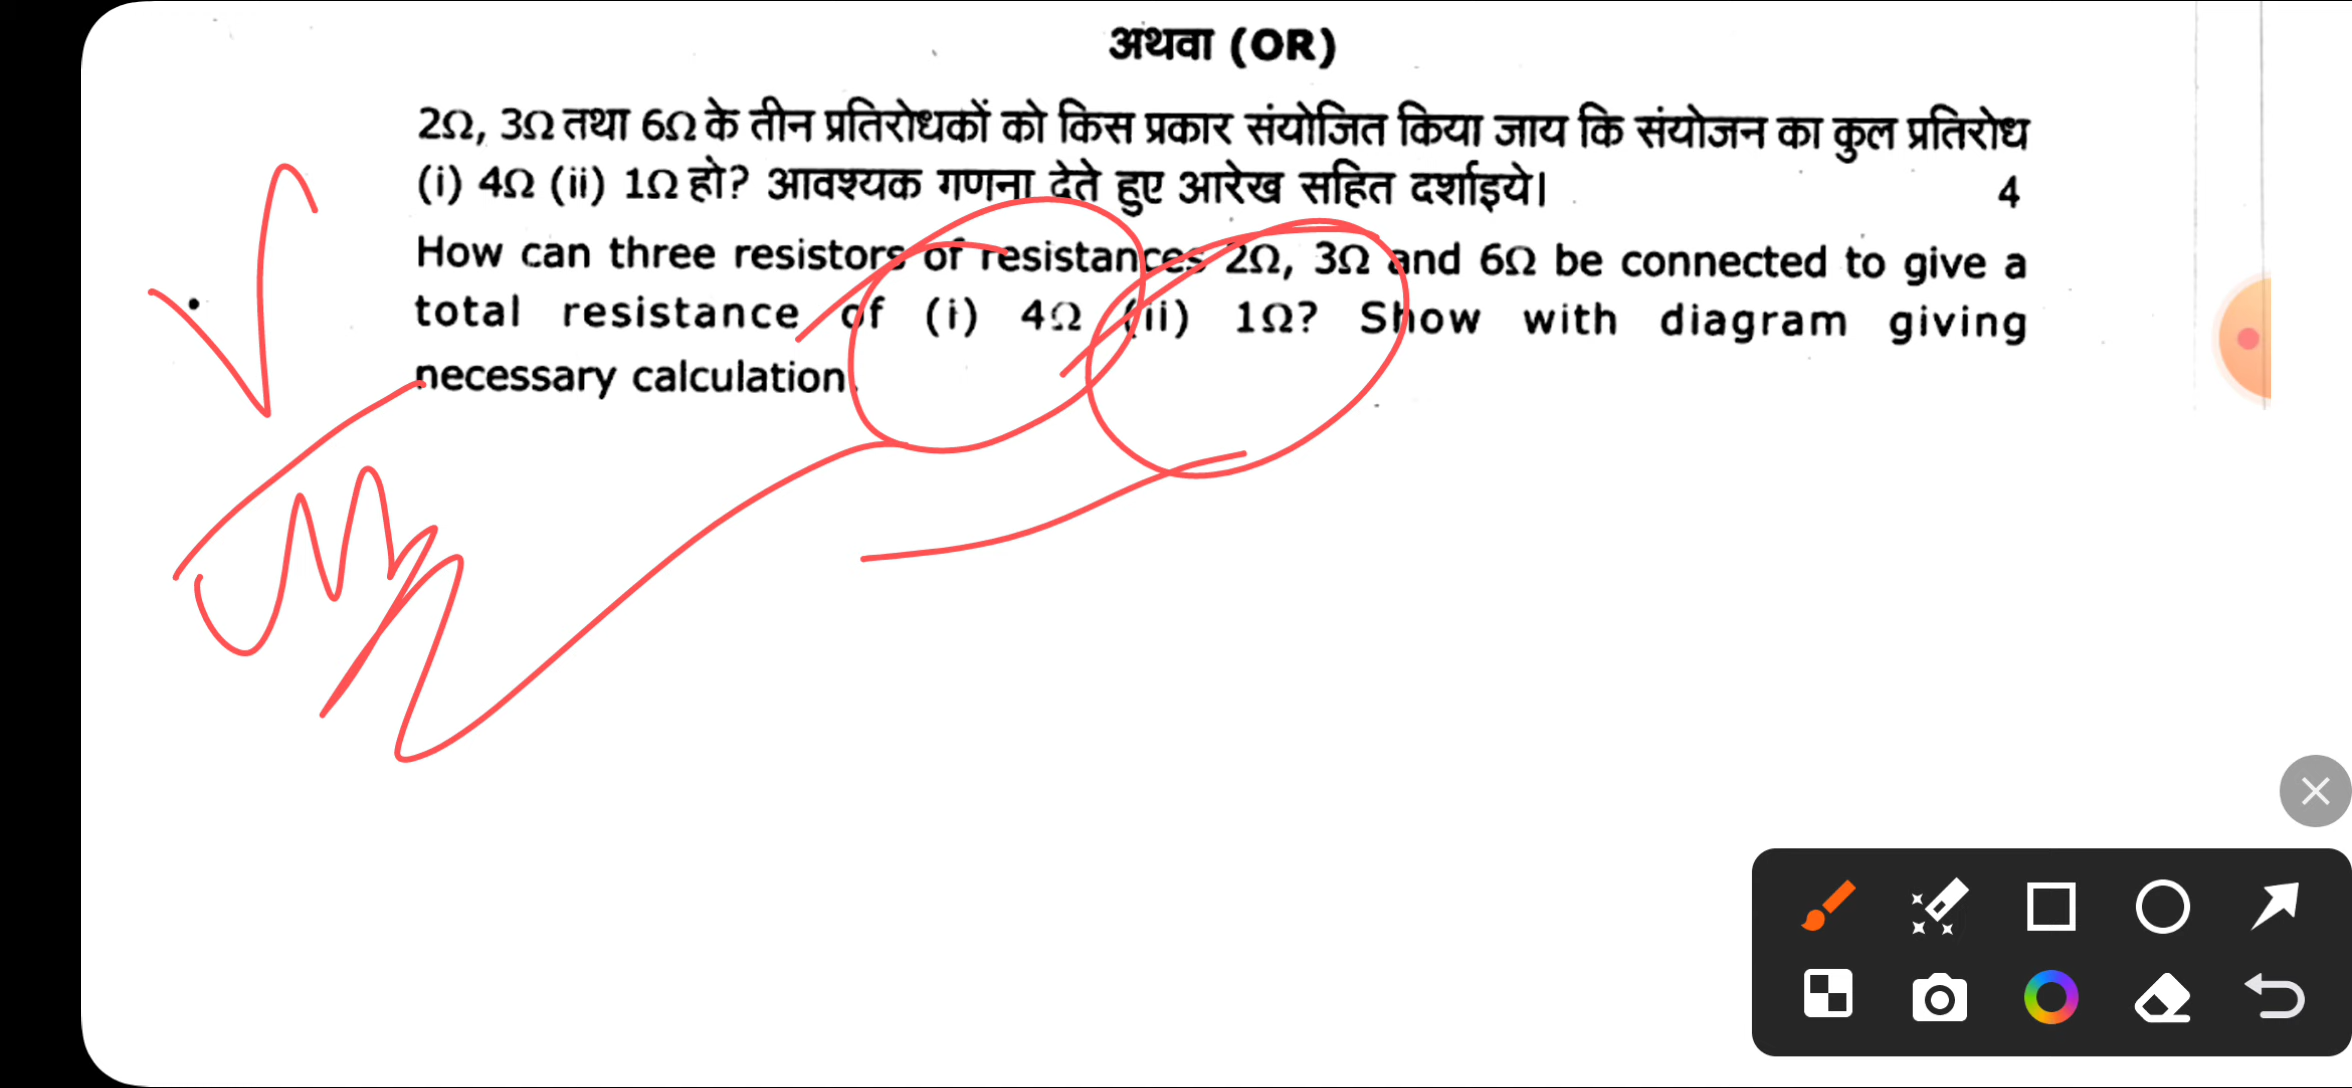 अथवा (OR)
2Ω, 3Ω तथा 6Ω के तीन प्रतिरोधकों को किस प्रकार संयोजित किया जाय कि संयोजन का कुल प्रतिरोध
(i) 4Ω (ii) 1Ω हो? आवश्यक गणना देते हुए आरेख सहित दर्शाइये। 4
How can three resistors of resistances 2Ω, 3Ω and 6Ω be connected to give a
total resistance of (i) 4Ω (ii) 1Ω? Show with diagram giving
necessary calculation.